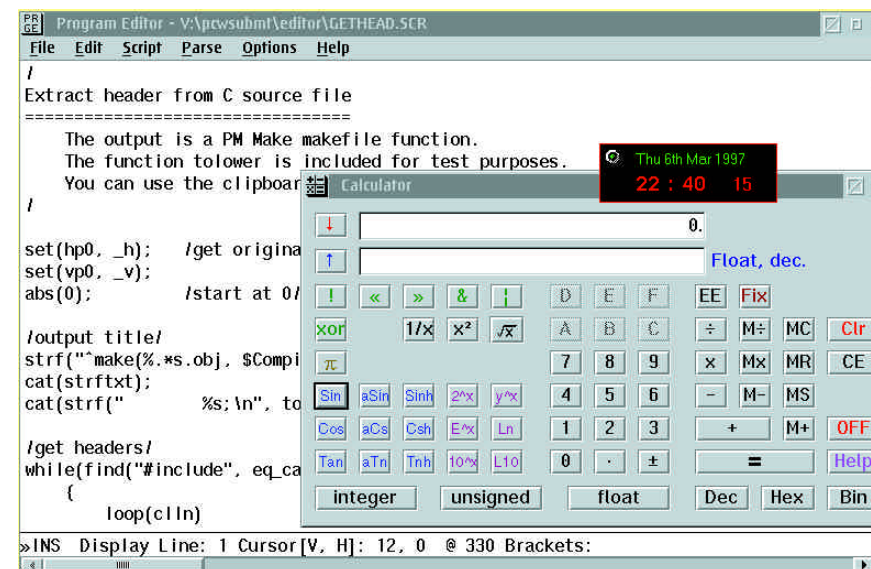 PR GE Program Editor - V:\pcwsubmt\editor\GETHEAD.SCR
File Edit Script Parse Options Help
/
Extract header from C source file
=================================
The output is a PM Make makefile function.
The function tolower is included for test purposes.
You can use the clipboar
/
set(hp0, _h); /get origina
set(vp0, _v);
abs(0); /start at 0/
/output title/
strf("^make(%.*s.obj, $Compi
cat(strftxt);
cat(strf(" %s;\n", to
/get headers/
while(find("#include", eq_ca
{
loop(clln)
»INS Display Line: 1 Cursor[V, H]: 12, 0 @ 330 Brackets:
Thu 6th Mar 1997
22 : 40 15
Calculator
↓ 0.
↑ Float, dec.
! « » & ¦ D E F EE Fix
xor 1/x x² √x A B C ÷ M÷ MC Clr
π 7 8 9 x Mx MR CE
Sin aSin Sinh 2^x y^x 4 5 6 − M− MS
Cos aCs Csh E^x Ln 1 2 3 + M+ OFF
Tan aTn Tnh 10^x L10 0 . ± = Help
integer unsigned float Dec Hex Bin